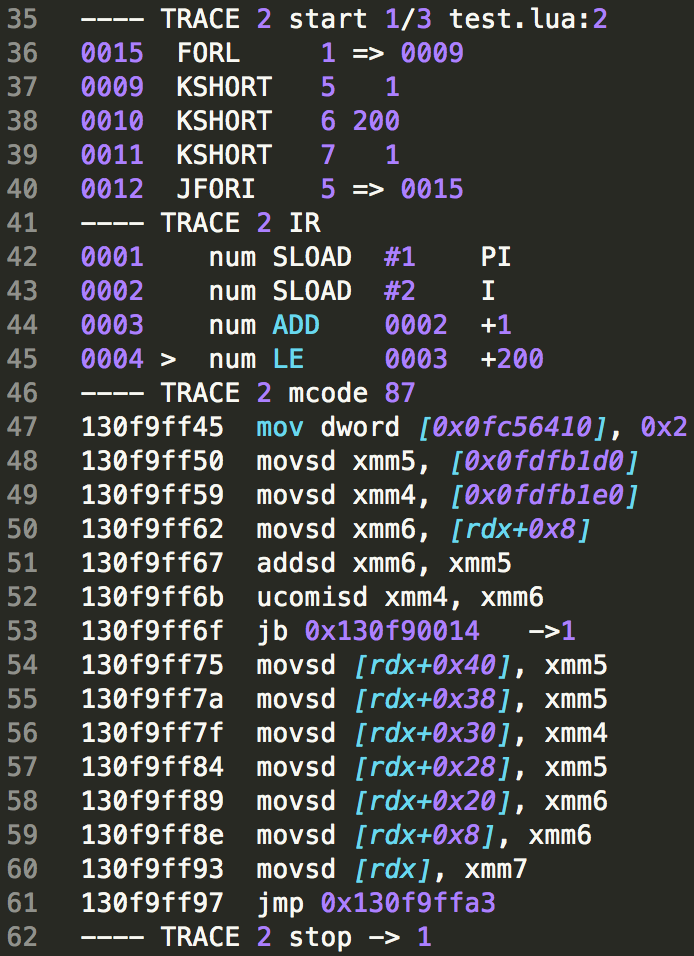 35 ---- TRACE 2 start 1/3 test.lua:2
36 0015 FORL 1 => 0009
37 0009 KSHORT 5 1
38 0010 KSHORT 6 200
39 0011 KSHORT 7 1
40 0012 JFORI 5 => 0015
41 ---- TRACE 2 IR
42 0001 num SLOAD #1 PI
43 0002 num SLOAD #2 I
44 0003 num ADD 0002 +1
45 0004 > num LE 0003 +200
46 ---- TRACE 2 mcode 87
47 130f9ff45 mov dword [0x0fc56410], 0x2
48 130f9ff50 movsd xmm5, [0x0fdfb1d0]
49 130f9ff59 movsd xmm4, [0x0fdfb1e0]
50 130f9ff62 movsd xmm6, [rdx+0x8]
51 130f9ff67 addsd xmm6, xmm5
52 130f9ff6b ucomisd xmm4, xmm6
53 130f9ff6f jb 0x130f90014 ->1
54 130f9ff75 movsd [rdx+0x40], xmm5
55 130f9ff7a movsd [rdx+0x38], xmm5
56 130f9ff7f movsd [rdx+0x30], xmm4
57 130f9ff84 movsd [rdx+0x28], xmm5
58 130f9ff89 movsd [rdx+0x20], xmm6
59 130f9ff8e movsd [rdx+0x8], xmm6
60 130f9ff93 movsd [rdx], xmm7
61 130f9ff97 jmp 0x130f9ffa3
62 ---- TRACE 2 stop -> 1